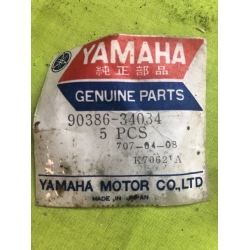 YAMAHA
純正部品
GENUINE PARTS
90386-34034
5 PCS
707-04-08
K70621A
YAMAHA MOTOR CO.,LTD
MADE IN JAPAN